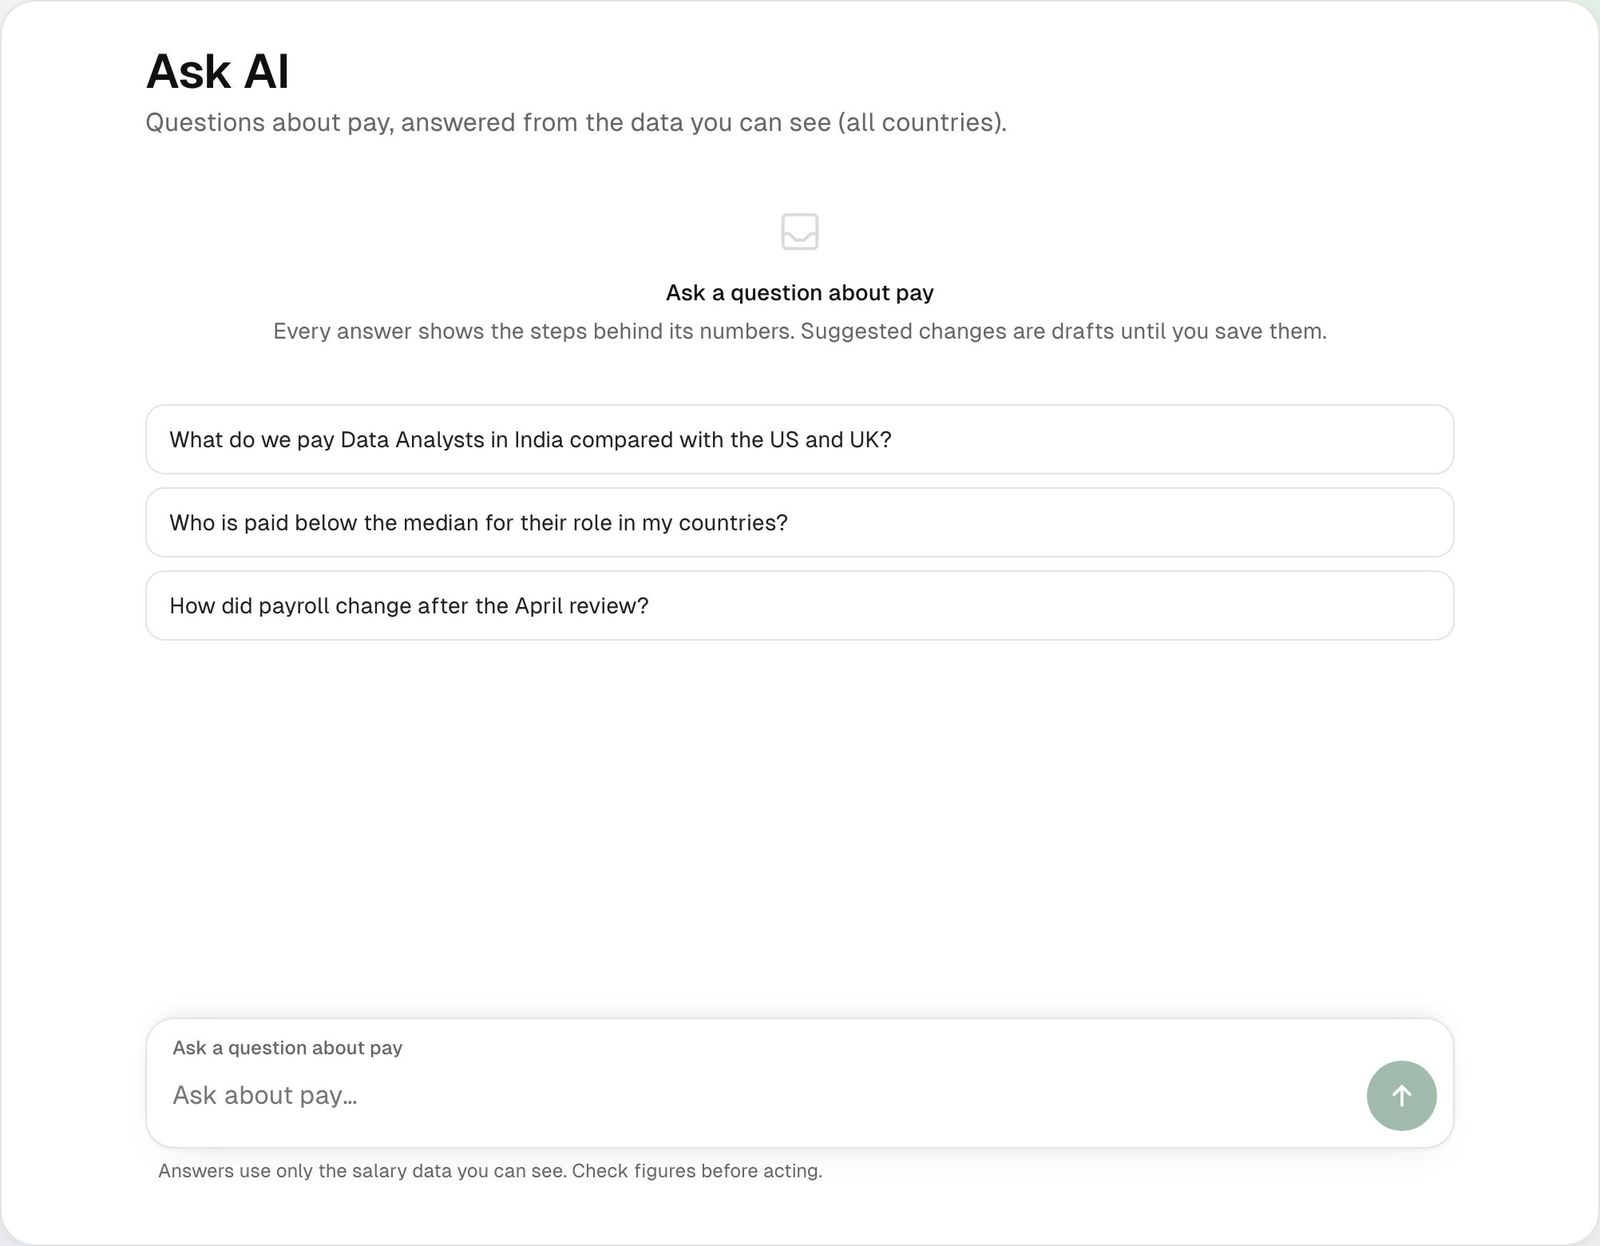 Ask AI
Questions about pay, answered from the data you can see (all countries).
Ask a question about pay
Every answer shows the steps behind its numbers. Suggested changes are drafts until you save them.
What do we pay Data Analysts in India compared with the US and UK?
Who is paid below the median for their role in my countries?
How did payroll change after the April review?
Ask a question about pay
Ask about pay…
Answers use only the salary data you can see. Check figures before acting.